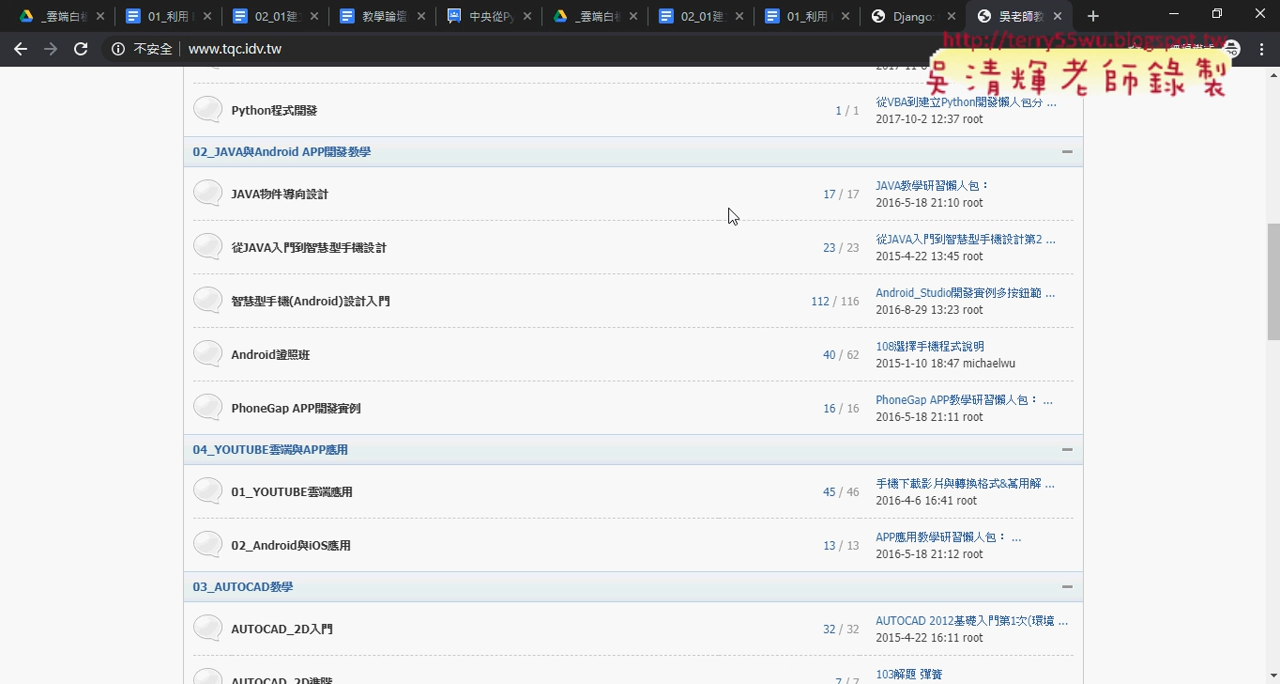 _雲端白
01_利用
02_01建
教學論壇
中央從Py
_雲端白
02_01建
01_利用
Django:
吳老師教
不安全
www.tqc.idv.tw
http://terry55wu.blogspot.tw
吳清輝老師錄製
Python程式開發
1 / 1
從VBA到建立Python開發懶人包分 ...
2017-10-2 12:37 root
02_JAVA與Android APP開發教學
JAVA物件導向設計
17 / 17
JAVA教學研習懶人包：
2016-5-18 21:10 root
從JAVA入門到智慧型手機設計
23 / 23
從JAVA入門到智慧型手機設計第2 ...
2015-4-22 13:45 root
智慧型手機(Android)設計入門
112 / 116
Android_Studio開發實例多按鈕範 ...
2016-8-29 13:23 root
Android證照班
40 / 62
108選擇手機程式說明
2015-1-10 18:47 michaelwu
PhoneGap APP開發實例
16 / 16
PhoneGap APP教學研習懶人包： ...
2016-5-18 21:11 root
04_YOUTUBE雲端與APP應用
01_YOUTUBE雲端應用
45 / 46
手機下載影片與轉換格式&萬用解 ...
2016-4-6 16:41 root
02_Android與iOS應用
13 / 13
APP應用教學研習懶人包： ...
2016-5-18 21:12 root
03_AUTOCAD教學
AUTOCAD_2D入門
32 / 32
AUTOCAD 2012基礎入門第1次(環境 ...
2015-4-22 16:11 root
AUTOCAD_2D進階
7 / 7
103解題 彈簧